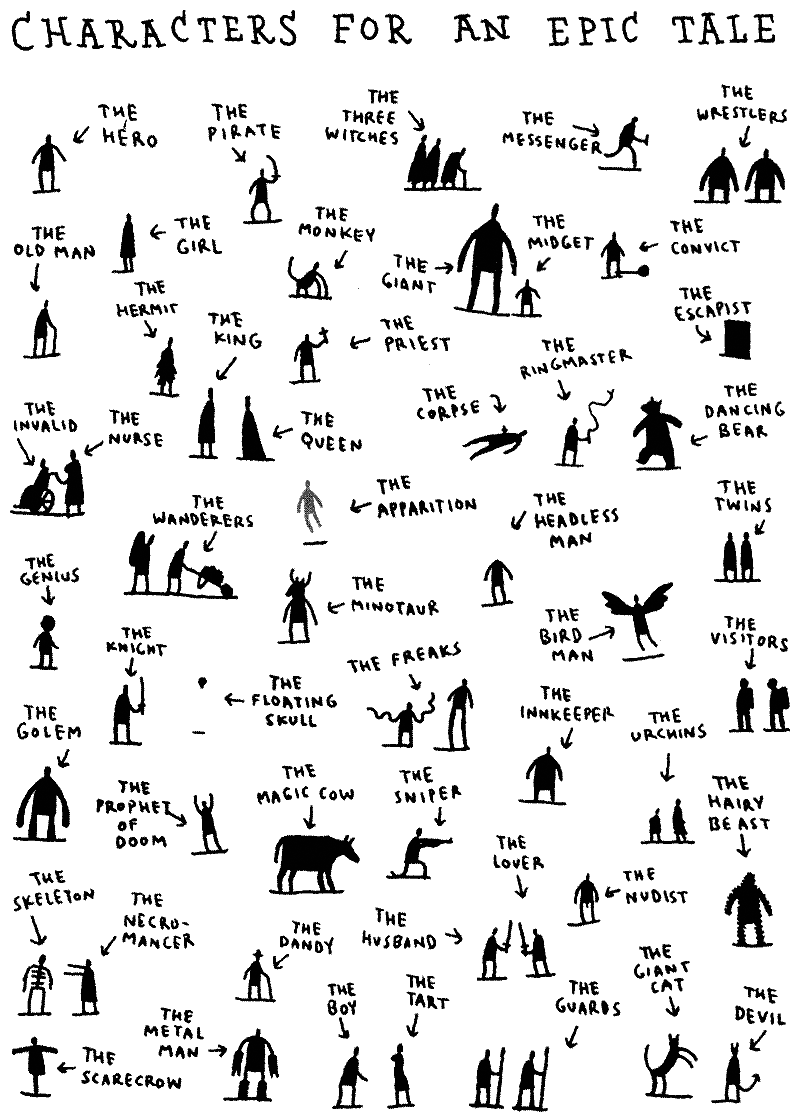 CHARACTERS FOR AN EPIC TALE
THE
HERO
THE
PIRATE
THE
THREE
WITCHES
THE
MESSENGER
THE
WRESTLERS
THE
OLD MAN
THE
GIRL
THE
MONKEY
THE
GIANT
THE
MIDGET
THE
CONVICT
THE
HERMIT
THE
KING
THE
PRIEST
THE
RINGMASTER
THE
ESCAPIST
THE
INVALID
THE
NURSE
THE
QUEEN
THE
CORPSE
THE
DANCING
BEAR
THE
WANDERERS
THE
APPARITION
THE
HEADLESS
MAN
THE
TWINS
THE
GENIUS
THE
KNIGHT
THE
MINOTAUR
THE
BIRD
MAN
THE
VISITORS
THE
GOLEM
THE
FLOATING
SKULL
THE FREAKS
THE
INNKEEPER
THE
URCHINS
THE
PROPHET
OF
DOOM
THE
MAGIC COW
THE
SNIPER
THE
HAIRY
BEAST
THE
SKELETON
THE
NECRO-
MANCER
THE
DANDY
THE
HUSBAND
THE
LOVER
THE
NUDIST
THE
SCARECROW
THE
METAL
MAN
THE
BOY
THE
TART
THE
GUARDS
THE
GIANT
CAT
THE
DEVIL